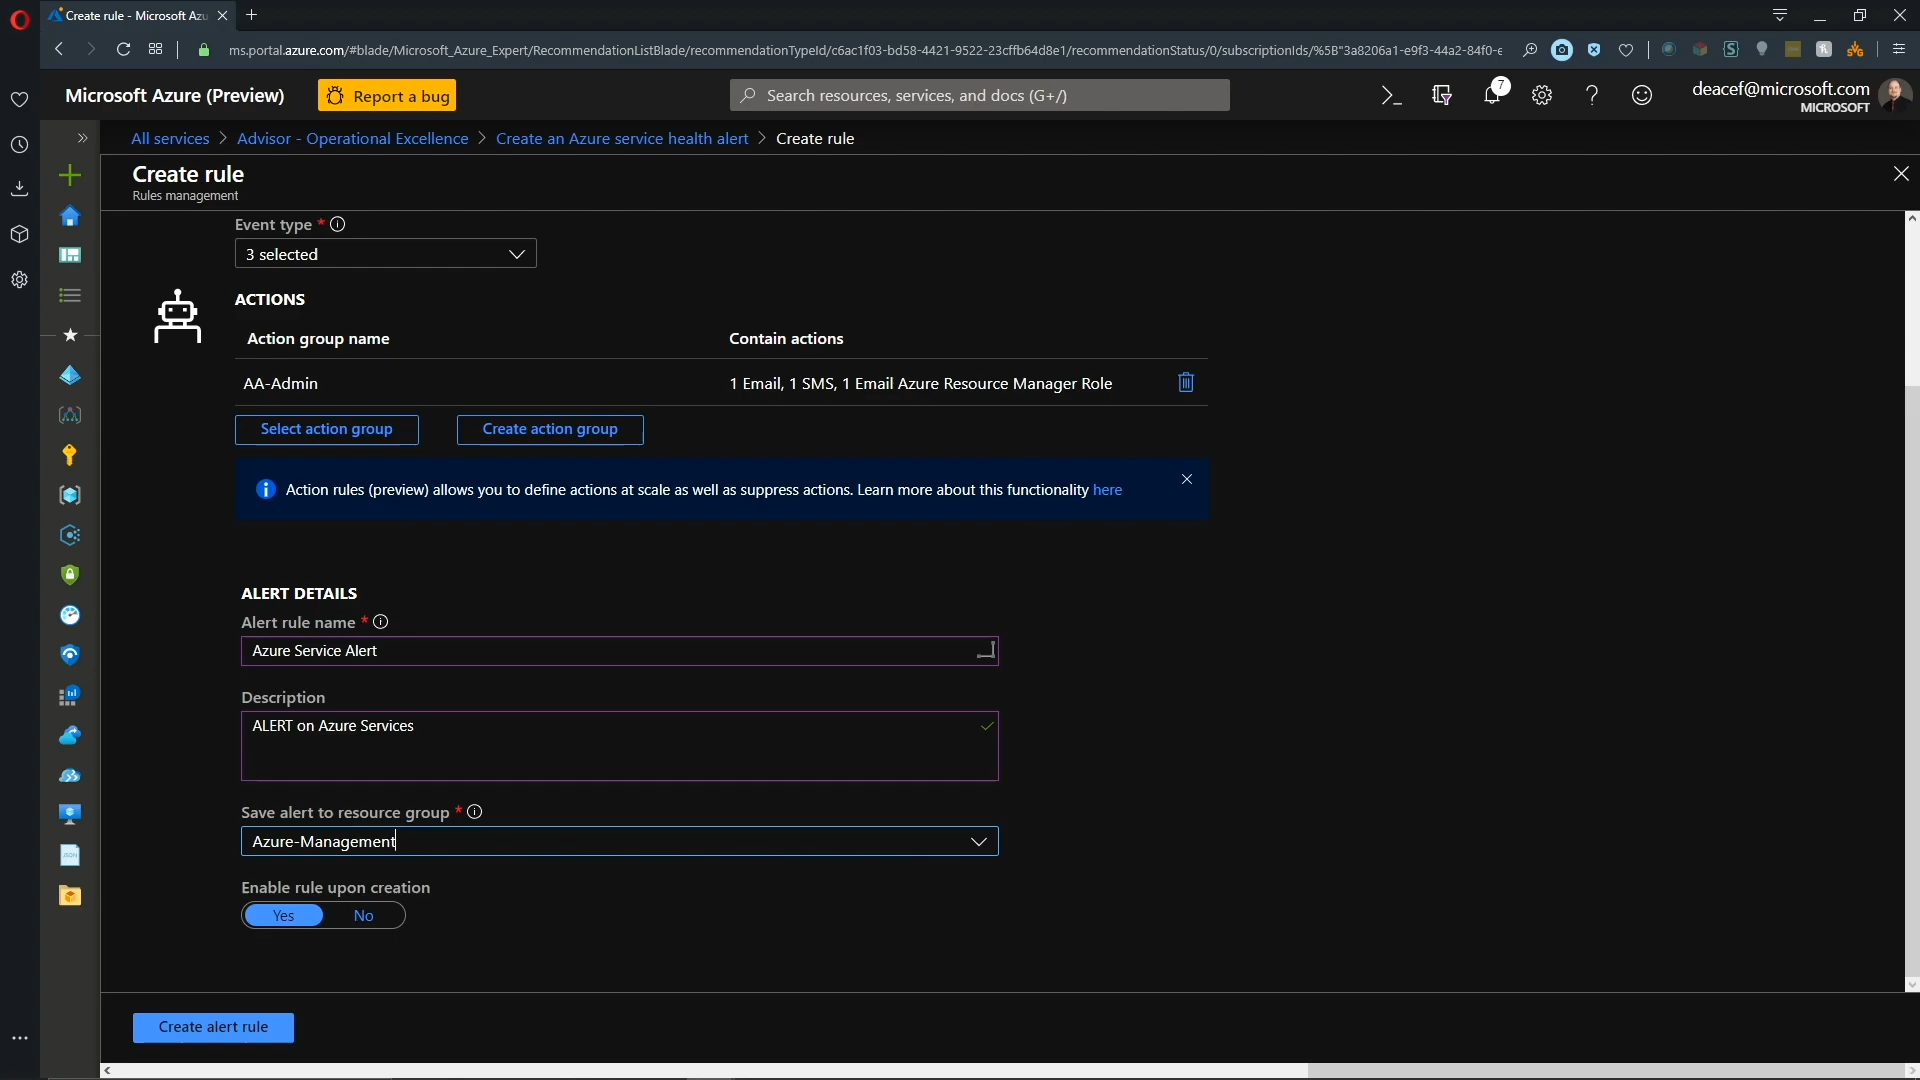 Create rule - Microsoft Azu
ms.portal.azure.com/#blade/Microsoft_Azure_Expert/RecommendationListBlade/recommendationTypeId/c6ac1f03-bd58-4421-9522-23cffb64d8e1/recommendationStatus/0/subscriptionIds/%5B"3a8206a1-e9f3-44a2-84f0-e
Microsoft Azure (Preview)
Report a bug
Search resources, services, and docs (G+/)
7
deacef@microsoft.com
MICROSOFT
All services > Advisor - Operational Excellence > Create an Azure service health alert > Create rule
Create rule
Rules management
Event type *
3 selected
ACTIONS
Action group name Contain actions
AA-Admin 1 Email, 1 SMS, 1 Email Azure Resource Manager Role
Select action group Create action group
Action rules (preview) allows you to define actions at scale as well as suppress actions. Learn more about this functionality here
ALERT DETAILS
Alert rule name *
Azure Service Alert
Description
ALERT on Azure Services
Save alert to resource group *
Azure-Management
Enable rule upon creation
Yes No
Create alert rule